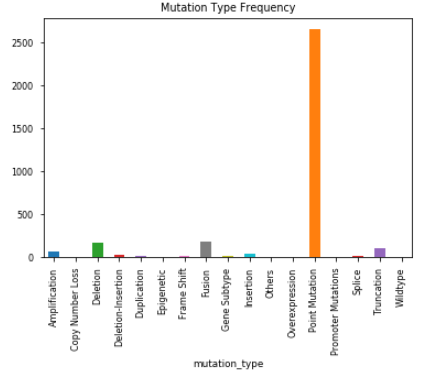 Mutation Type Frequency
2500
2000
1500
1000
500
0
Amplification
Copy Number Loss
Deletion
Deletion-Insertion
Duplication
Epigenetic
Frame Shift
Fusion
Gene Subtype
Insertion
Others
Overexpression
Point Mutation
Promoter Mutations
Splice
Truncation
Wildtype
mutation_type